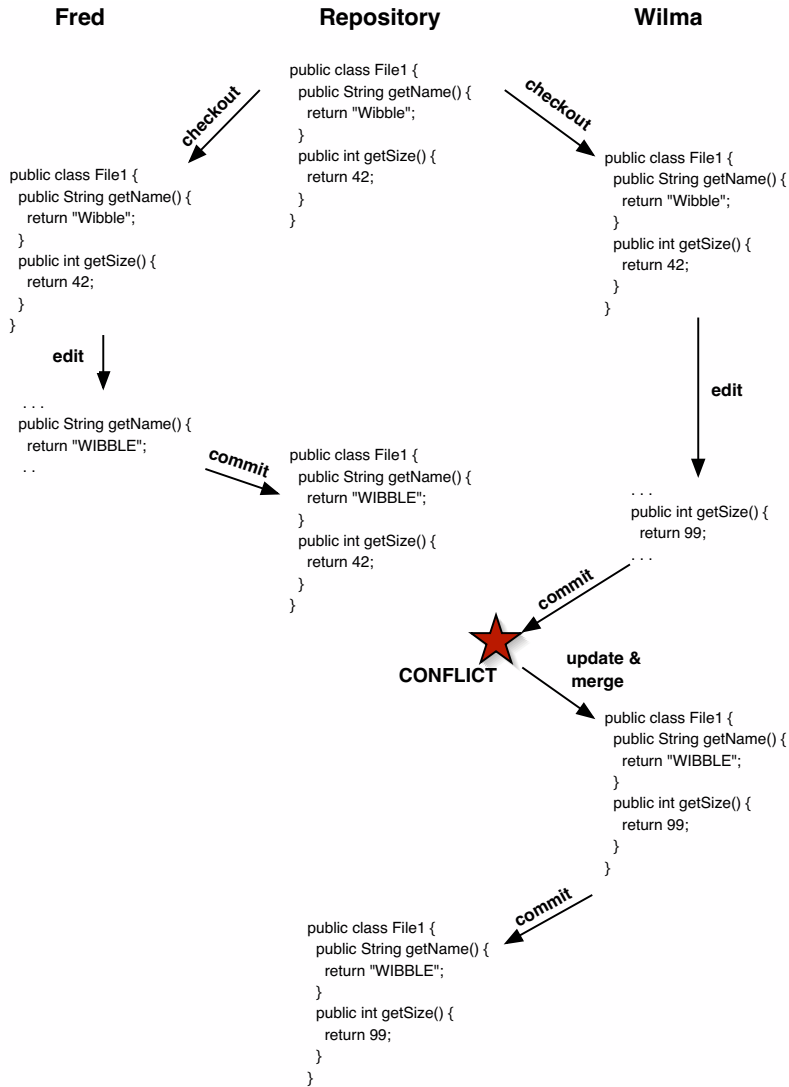 Fred
Repository
Wilma
public class File1 {
public String getName() {
return "Wibble";
}
public int getSize() {
return 42;
}
}
checkout
checkout
public class File1 {
public String getName() {
return "Wibble";
}
public int getSize() {
return 42;
}
}
public class File1 {
public String getName() {
return "Wibble";
}
public int getSize() {
return 42;
}
}
edit
edit
. . .
public String getName() {
return "WIBBLE";
. .
commit
public class File1 {
public String getName() {
return "WIBBLE";
}
public int getSize() {
return 42;
}
}
. . .
public int getSize() {
return 99;
. . .
commit
CONFLICT
update &
merge
public class File1 {
public String getName() {
return "WIBBLE";
}
public int getSize() {
return 99;
}
}
commit
public class File1 {
public String getName() {
return "WIBBLE";
}
public int getSize() {
return 99;
}
}